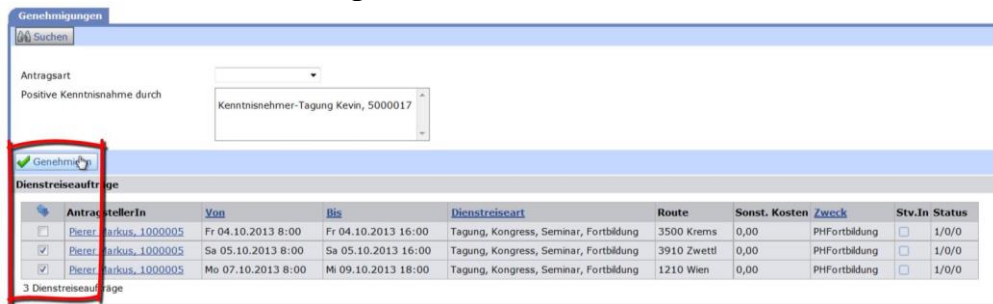 Genehmigungen
Suchen
Antragsart
Positive Kenntnisnahme durch
Kenntnisnehmer-Tagung Kevin, 5000017
Genehmigen
Dienstreiseaufträge
AntragstellerIn Von Bis Dienstreiseart Route Sonst. Kosten Zweck Stv.In Status
Pierer Markus, 1000005 Fr 04.10.2013 8:00 Fr 04.10.2013 16:00 Tagung, Kongress, Seminar, Fortbildung 3500 Krems 0,00 PHFortbildung 1/0/0
Pierer Markus, 1000005 Sa 05.10.2013 8:00 Sa 05.10.2013 16:00 Tagung, Kongress, Seminar, Fortbildung 3910 Zwettl 0,00 PHFortbildung 1/0/0
Pierer Markus, 1000005 Mo 07.10.2013 8:00 Mi 09.10.2013 18:00 Tagung, Kongress, Seminar, Fortbildung 1210 Wien 0,00 PHFortbildung 1/0/0
3 Dienstreiseaufträge